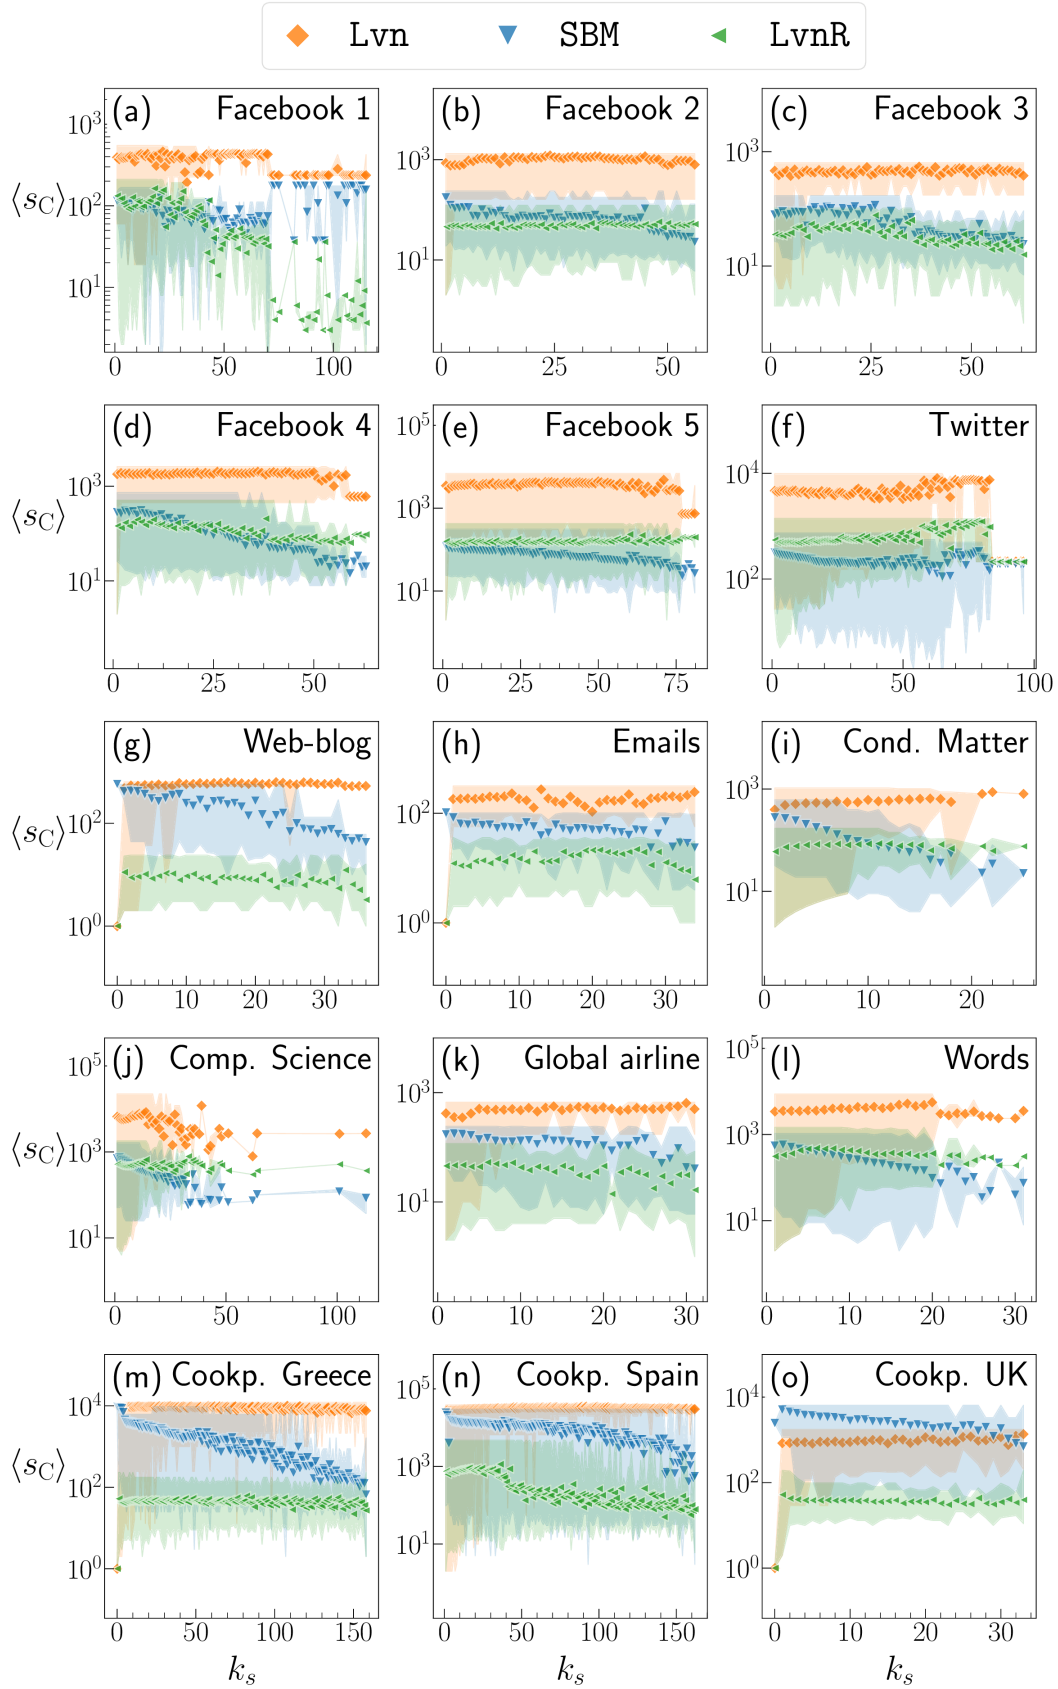 Lvn SBM LvnR
(a) Facebook 1 (b) Facebook 2 (c) Facebook 3
10^3 10^3 10^3
⟨s_C⟩ 10^2
10^1 10^1 10^1
0 50 100 0 25 50 0 25 50
(d) Facebook 4 (e) Facebook 5 (f) Twitter
10^5 10^4
⟨s_C⟩ 10^3 10^3
10^1 10^1 10^2
0 25 50 0 25 50 75 0 50 100
(g) Web-blog (h) Emails (i) Cond. Matter
⟨s_C⟩ 10^2 10^2 10^3
10^0 10^0 10^1
0 10 20 30 0 10 20 30 0 10 20
(j) Comp. Science (k) Global airline (l) Words
10^5 10^3 10^5
⟨s_C⟩ 10^3 10^3
10^1 10^1 10^1
0 50 100 0 10 20 30 0 10 20 30
(m) Cookp. Greece (n) Cookp. Spain (o) Cookp. UK
10^4 10^5 10^4
⟨s_C⟩ 10^2 10^3 10^2
10^0 10^1 10^0
0 50 100 150 0 50 100 150 0 10 20 30
k_s k_s k_s